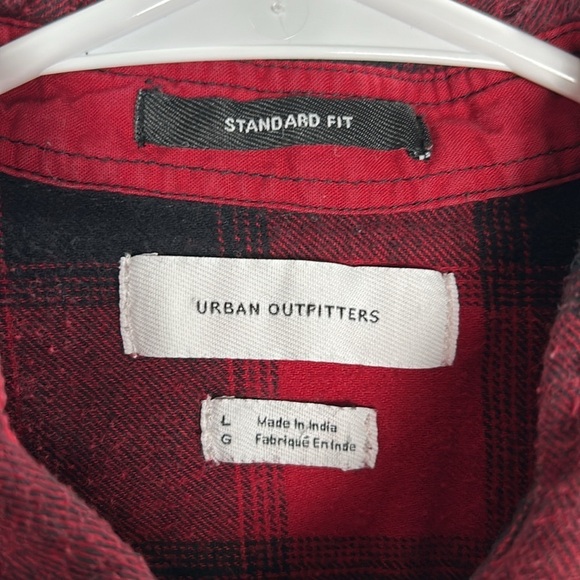 STANDARD FIT
URBAN OUTFITTERS
L Made In India
G Fabriqué En Inde